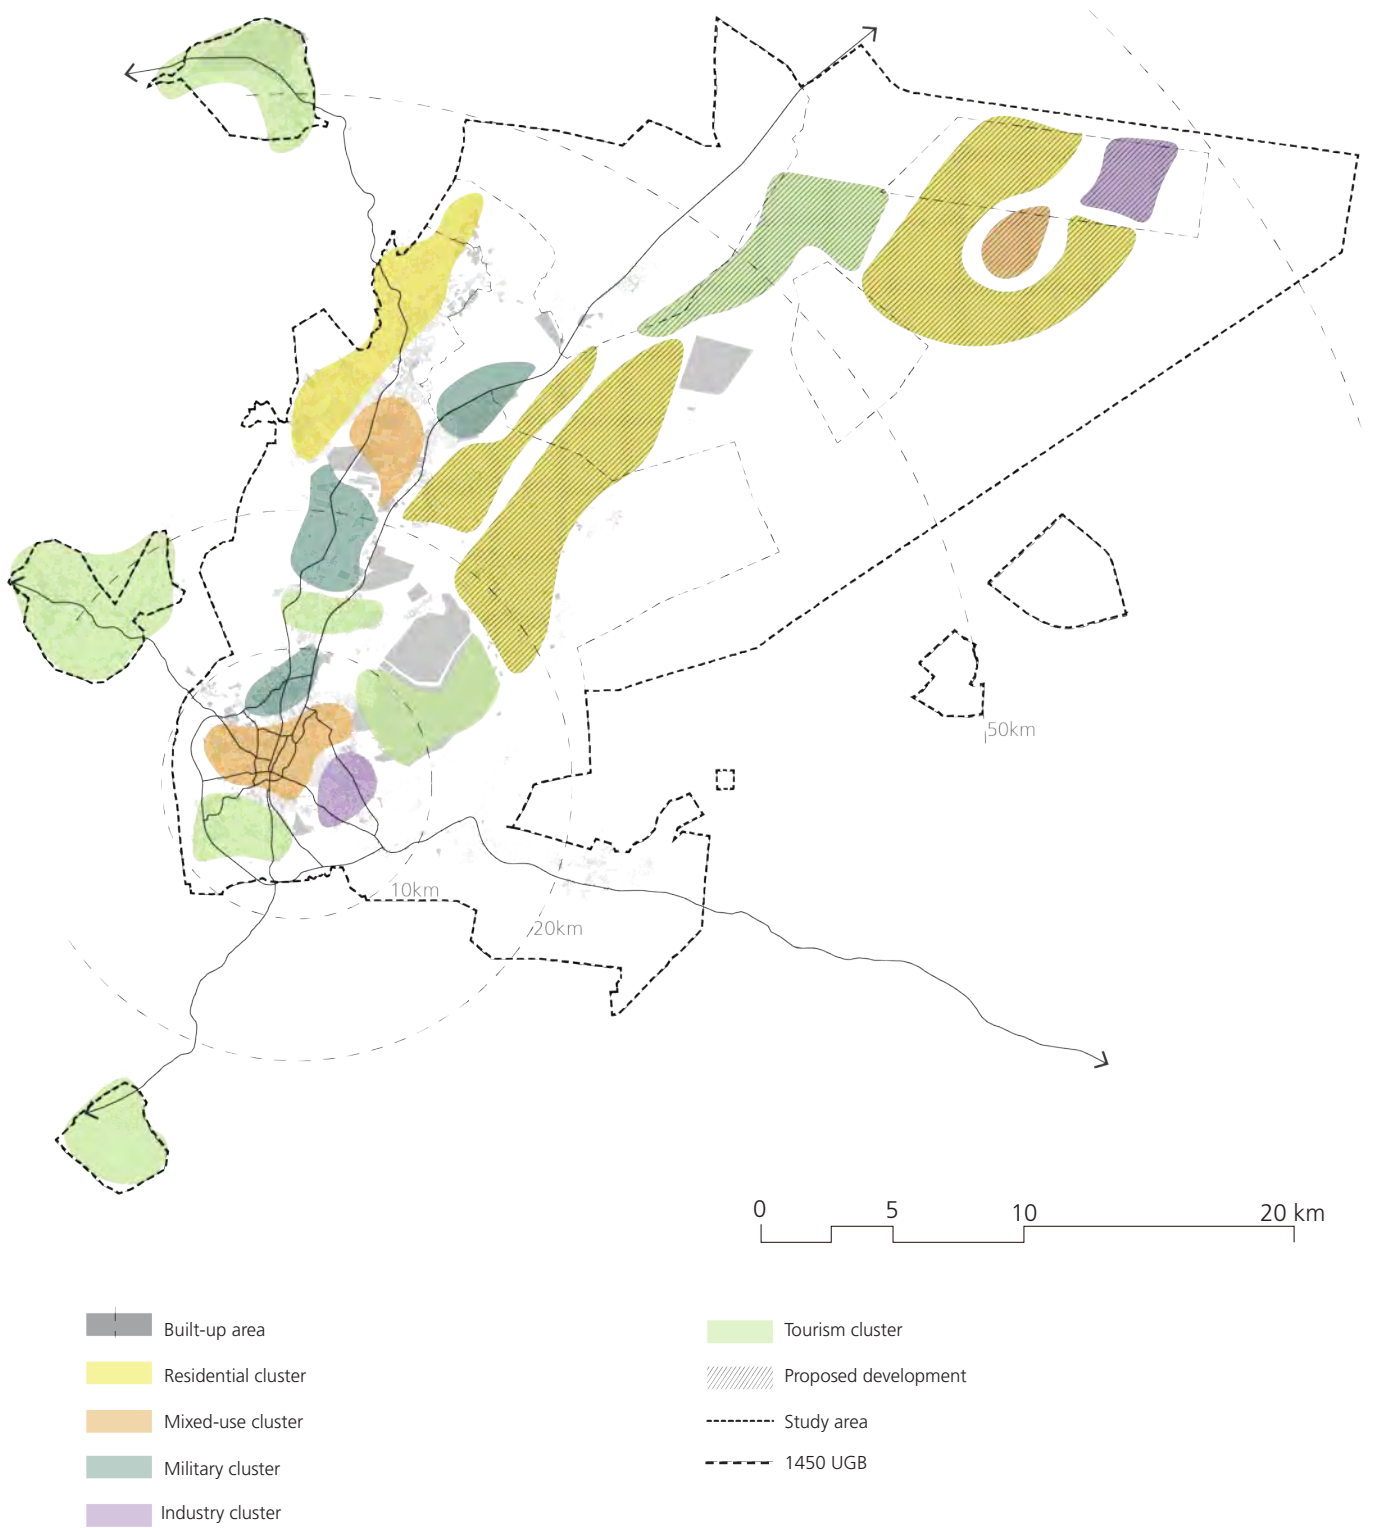 50km
10km
20km
0 5 10 20 km
Built-up area
Residential cluster
Mixed-use cluster
Military cluster
Industry cluster
Tourism cluster
Proposed development
Study area
1450 UGB